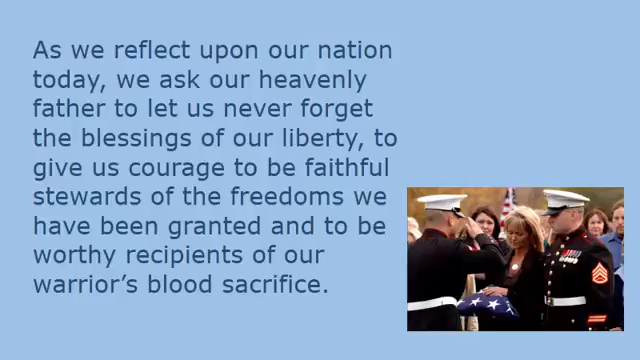 As we reflect upon our nation
today, we ask our heavenly
father to let us never forget
the blessings of our liberty, to
give us courage to be faithful
stewards of the freedoms we
have been granted and to be
worthy recipients of our
warrior’s blood sacrifice.